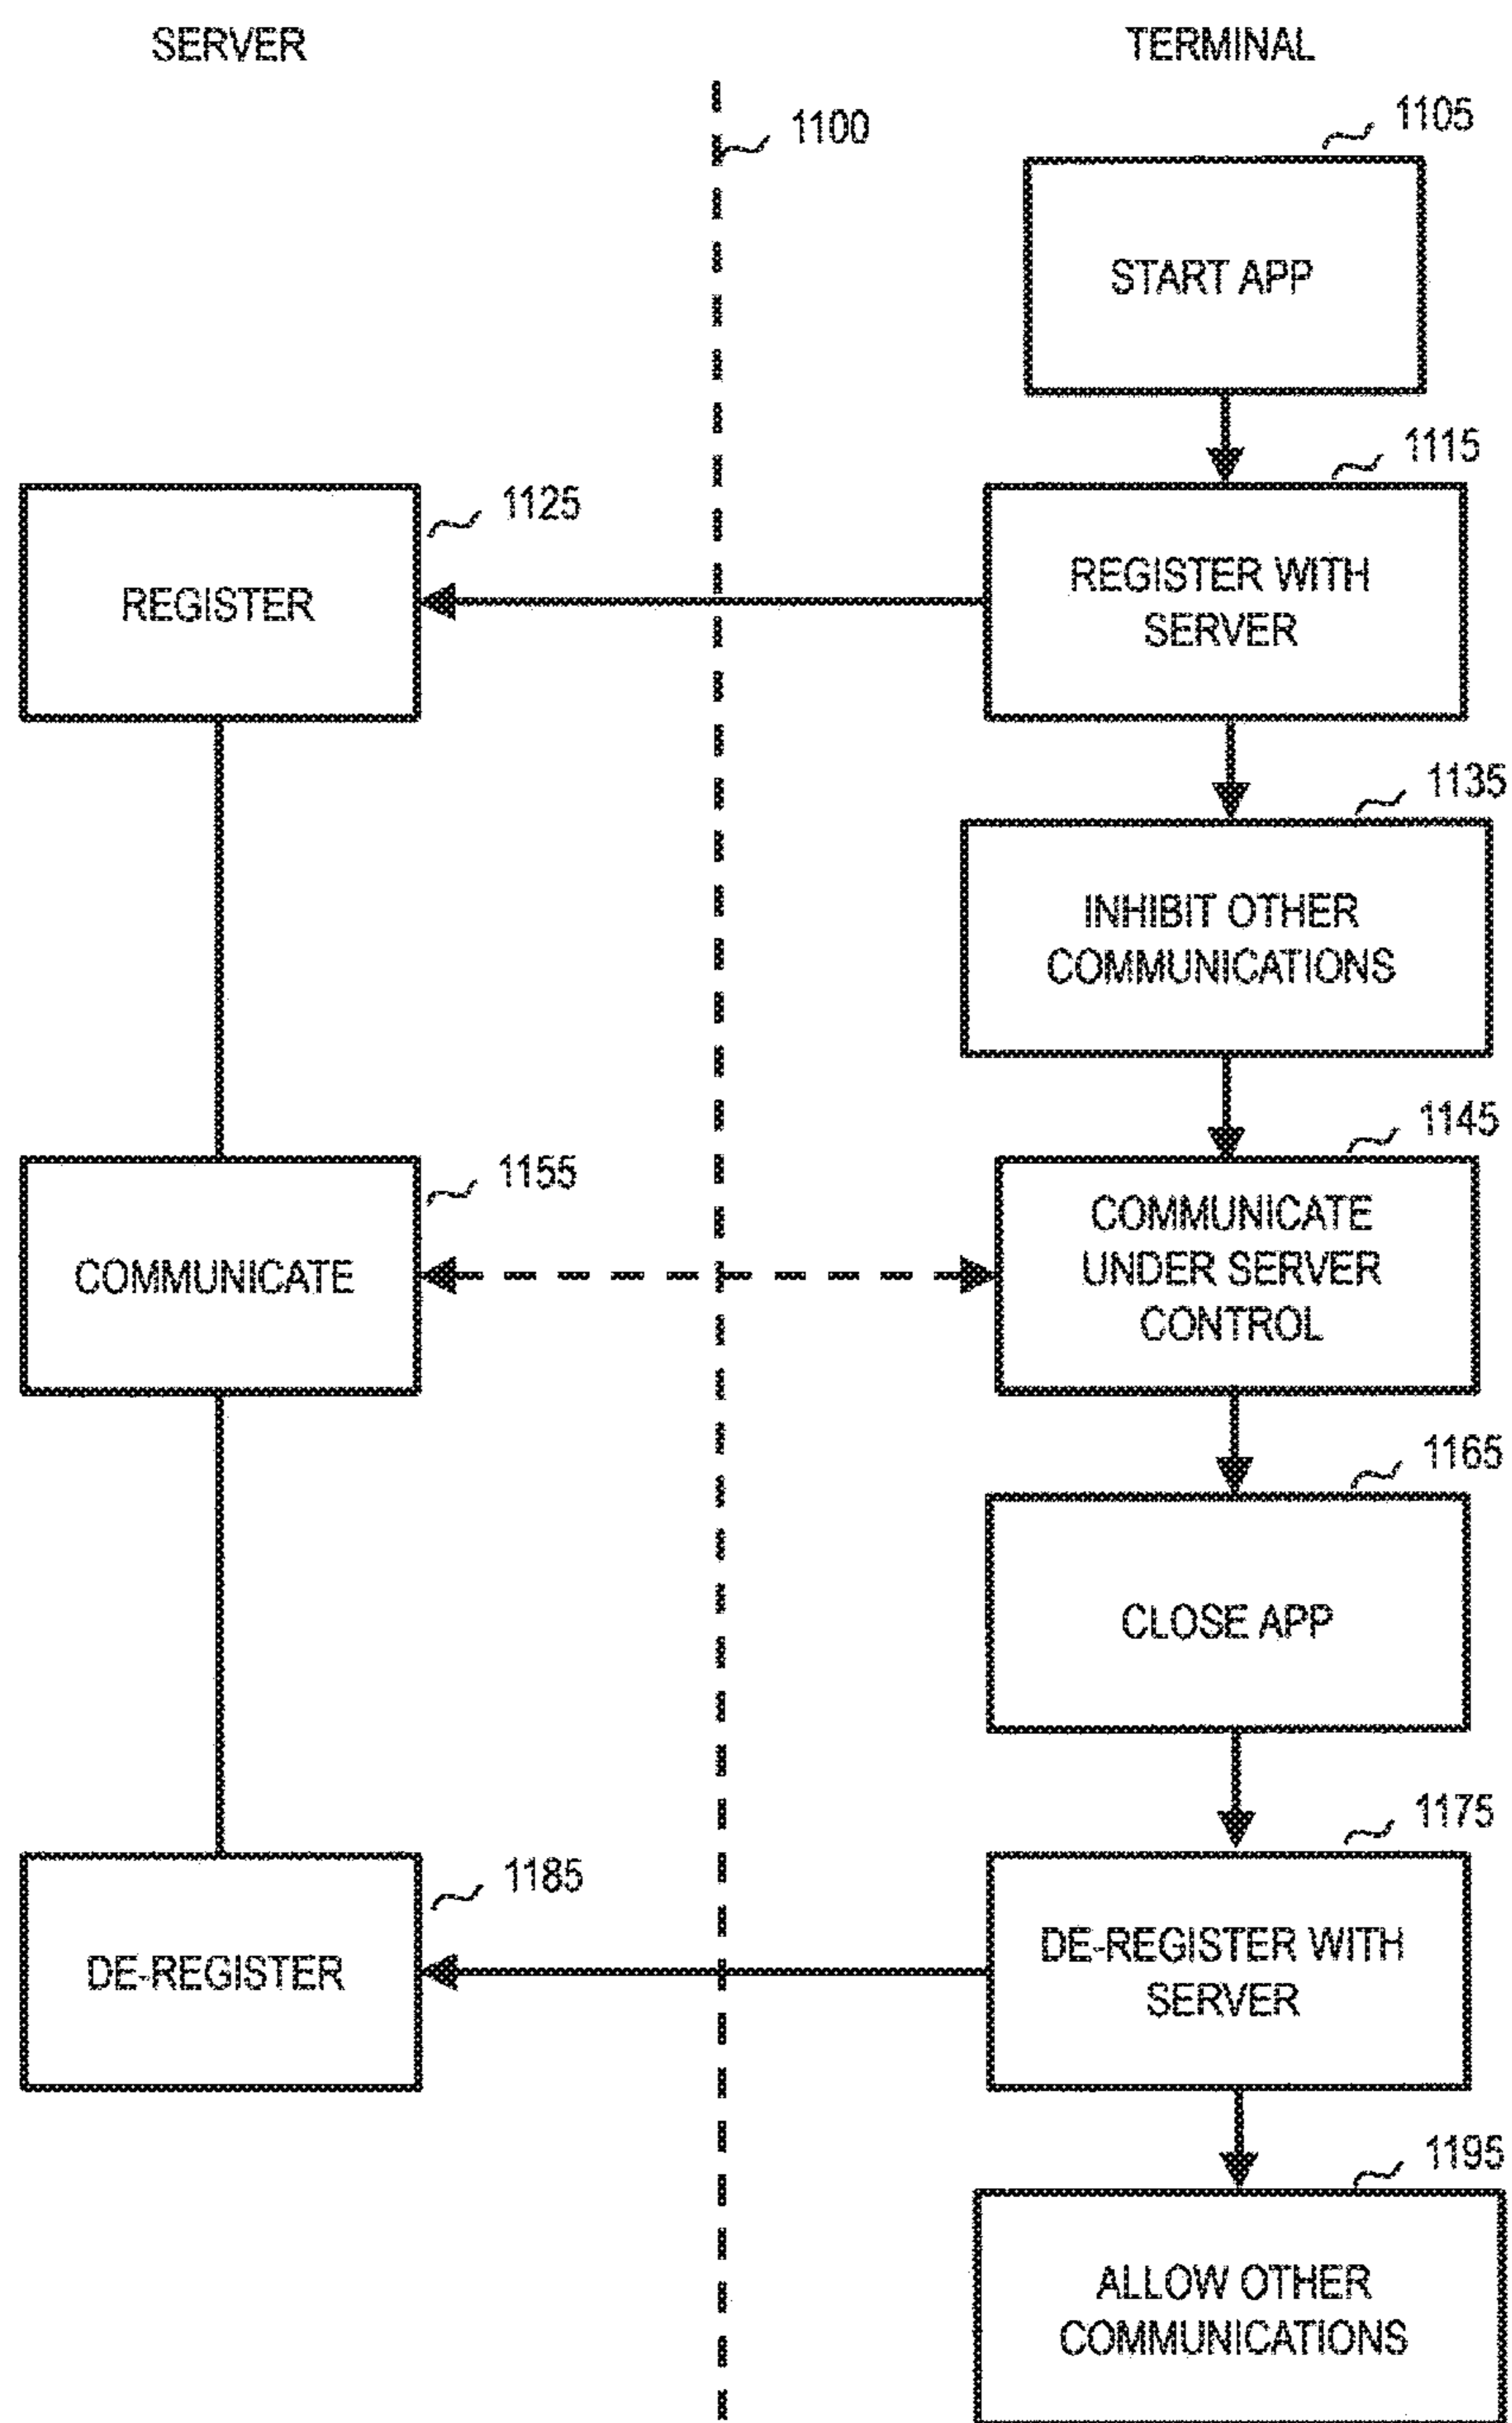 SERVER
TERMINAL
1100
1105
START APP
1115
1125
REGISTER
REGISTER WITH
SERVER
1135
INHIBIT OTHER
COMMUNICATIONS
1145
1155
COMMUNICATE
COMMUNICATE
UNDER SERVER
CONTROL
1165
CLOSE APP
1175
1185
DE-REGISTER
DE-REGISTER WITH
SERVER
1195
ALLOW OTHER
COMMUNICATIONS